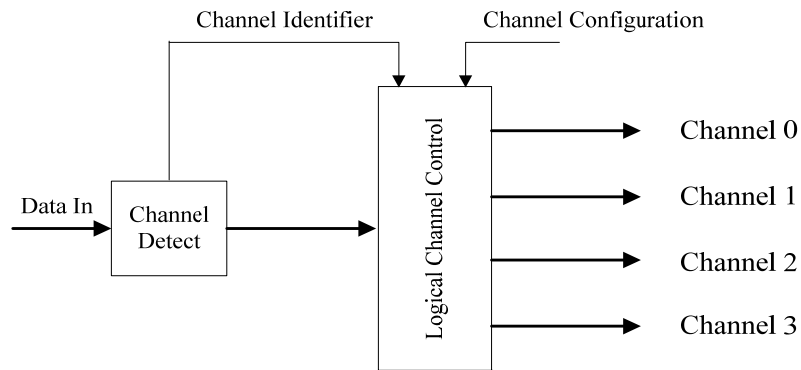 Channel Identifier
Channel Configuration
Data In
Channel
Detect
Logical Channel Control
Channel 0
Channel 1
Channel 2
Channel 3